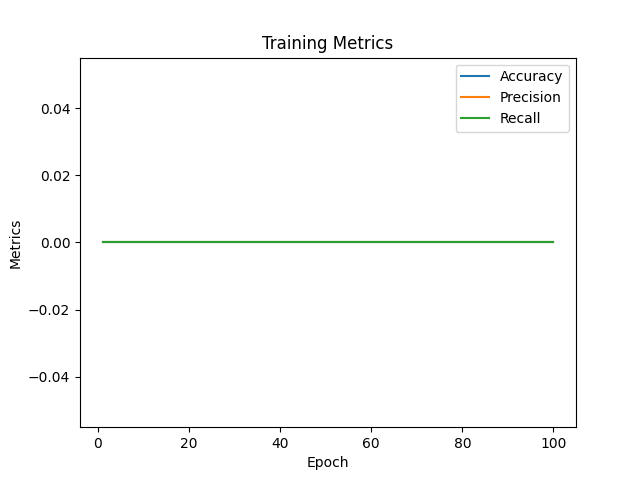 Training Metrics
Accuracy
Precision
Recall
0.04
0.02
0.00
−0.02
−0.04
Metrics
0 20 40 60 80 100
Epoch